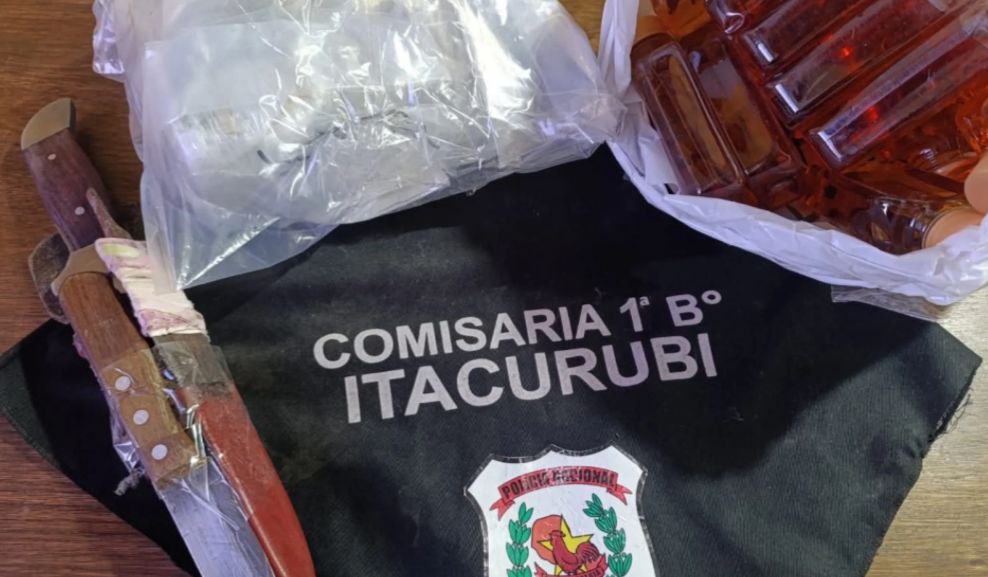 COMISARIA 1ª Bº
ITACURUBI
POLICIA NACIONAL